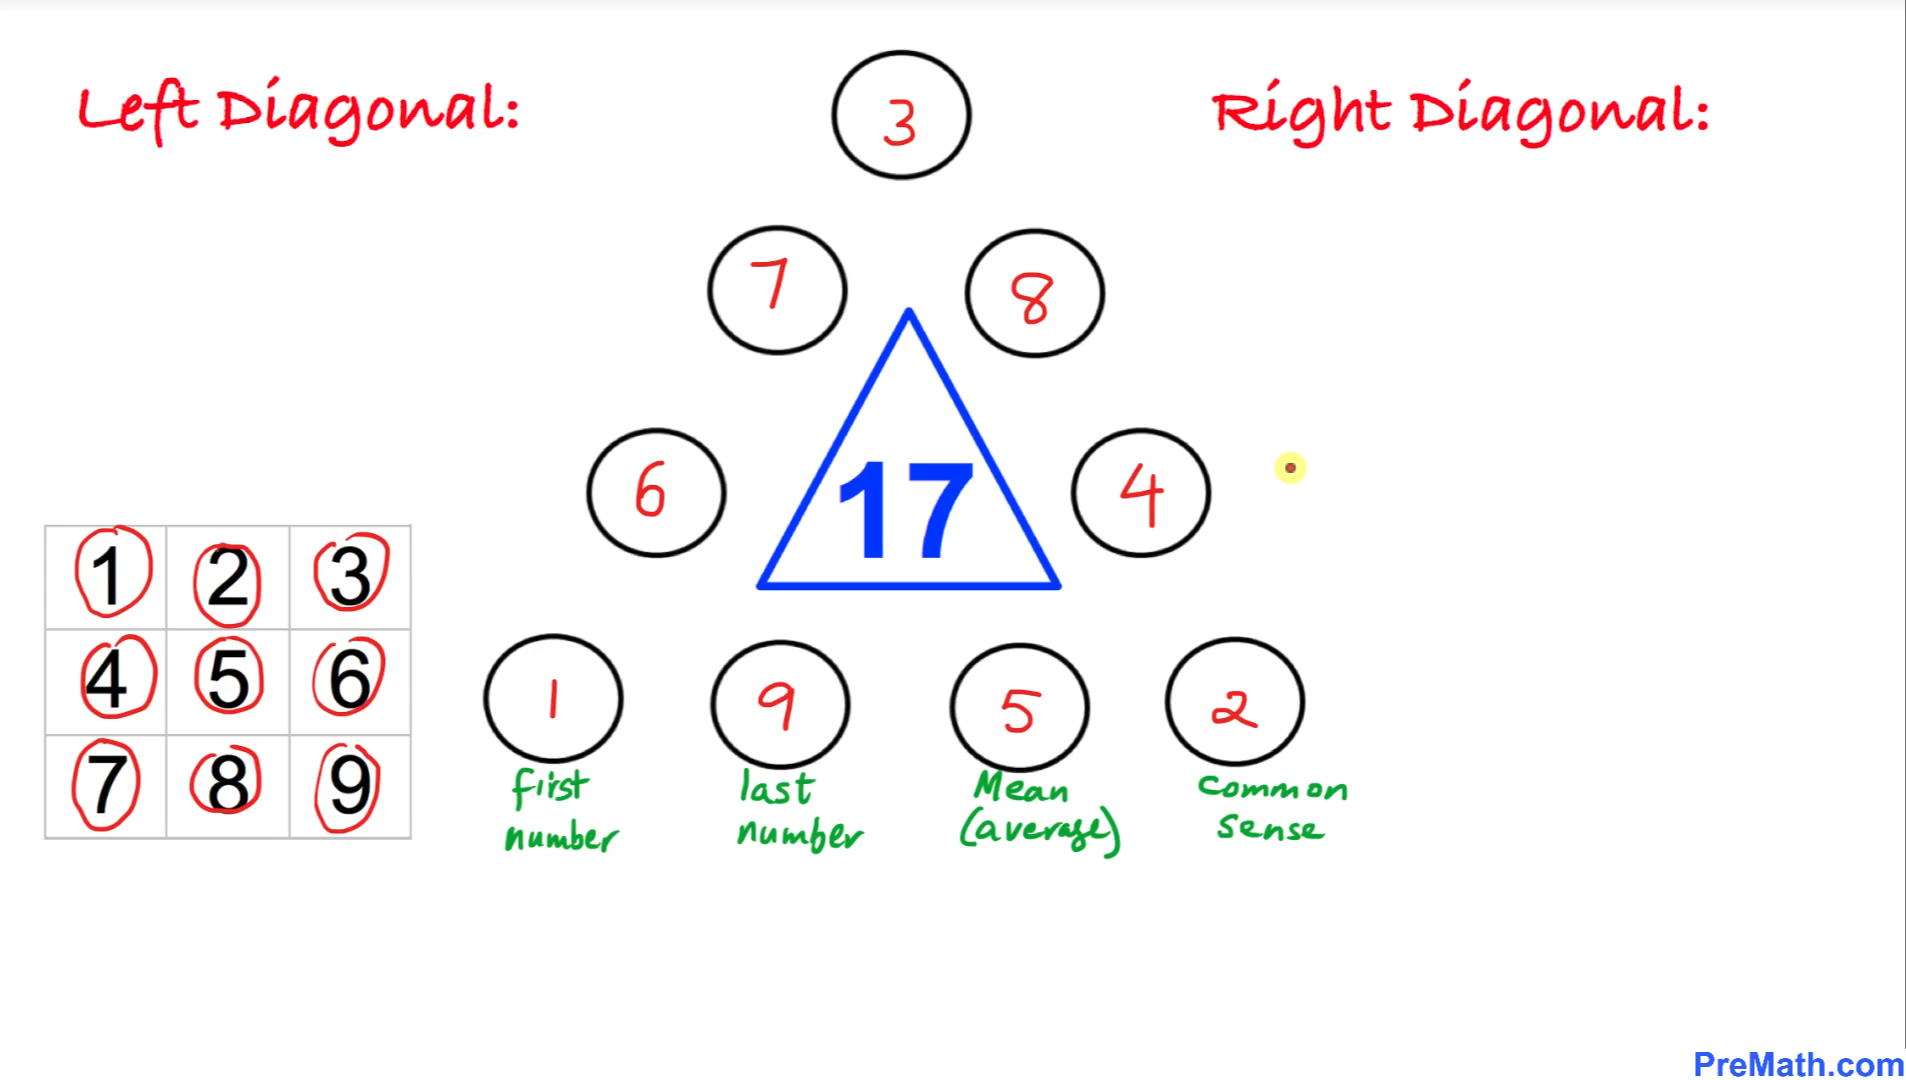 Left Diagonal:
Right Diagonal:
3
7
8
17
6
4
1 2 3
4 5 6
7 8 9
1
9
5
2
first
number
last
number
Mean
(average)
common
sense
PreMath.com